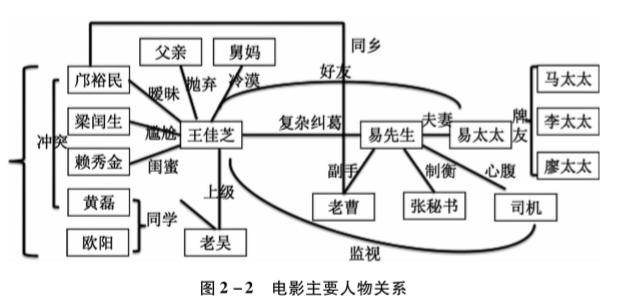 父亲
舅妈
同乡
邝裕民
暧昧
抛弃
冷漠
好友
马太太
梁闰生
冲突
尴尬
王佳芝
复杂纠葛
易先生
夫妻
易太太
牌友
李太太
赖秀金
闺蜜
副手
制衡
心腹
廖太太
黄磊
同学
上级
老曹
张秘书
司机
欧阳
老吴
监视
图2-2 电影主要人物关系